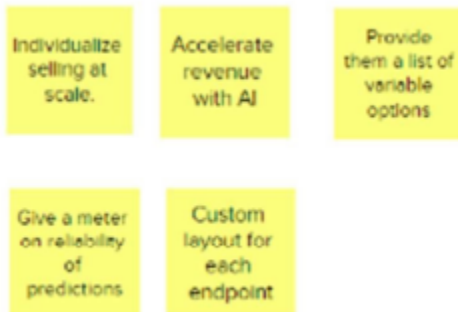 Individualize
selling at
scale.
Accelerate
revenue
with AI
Provide
them a list of
variable
options
Give a meter
on reliability
of
predictions
Custom
layout for
each
endpoint